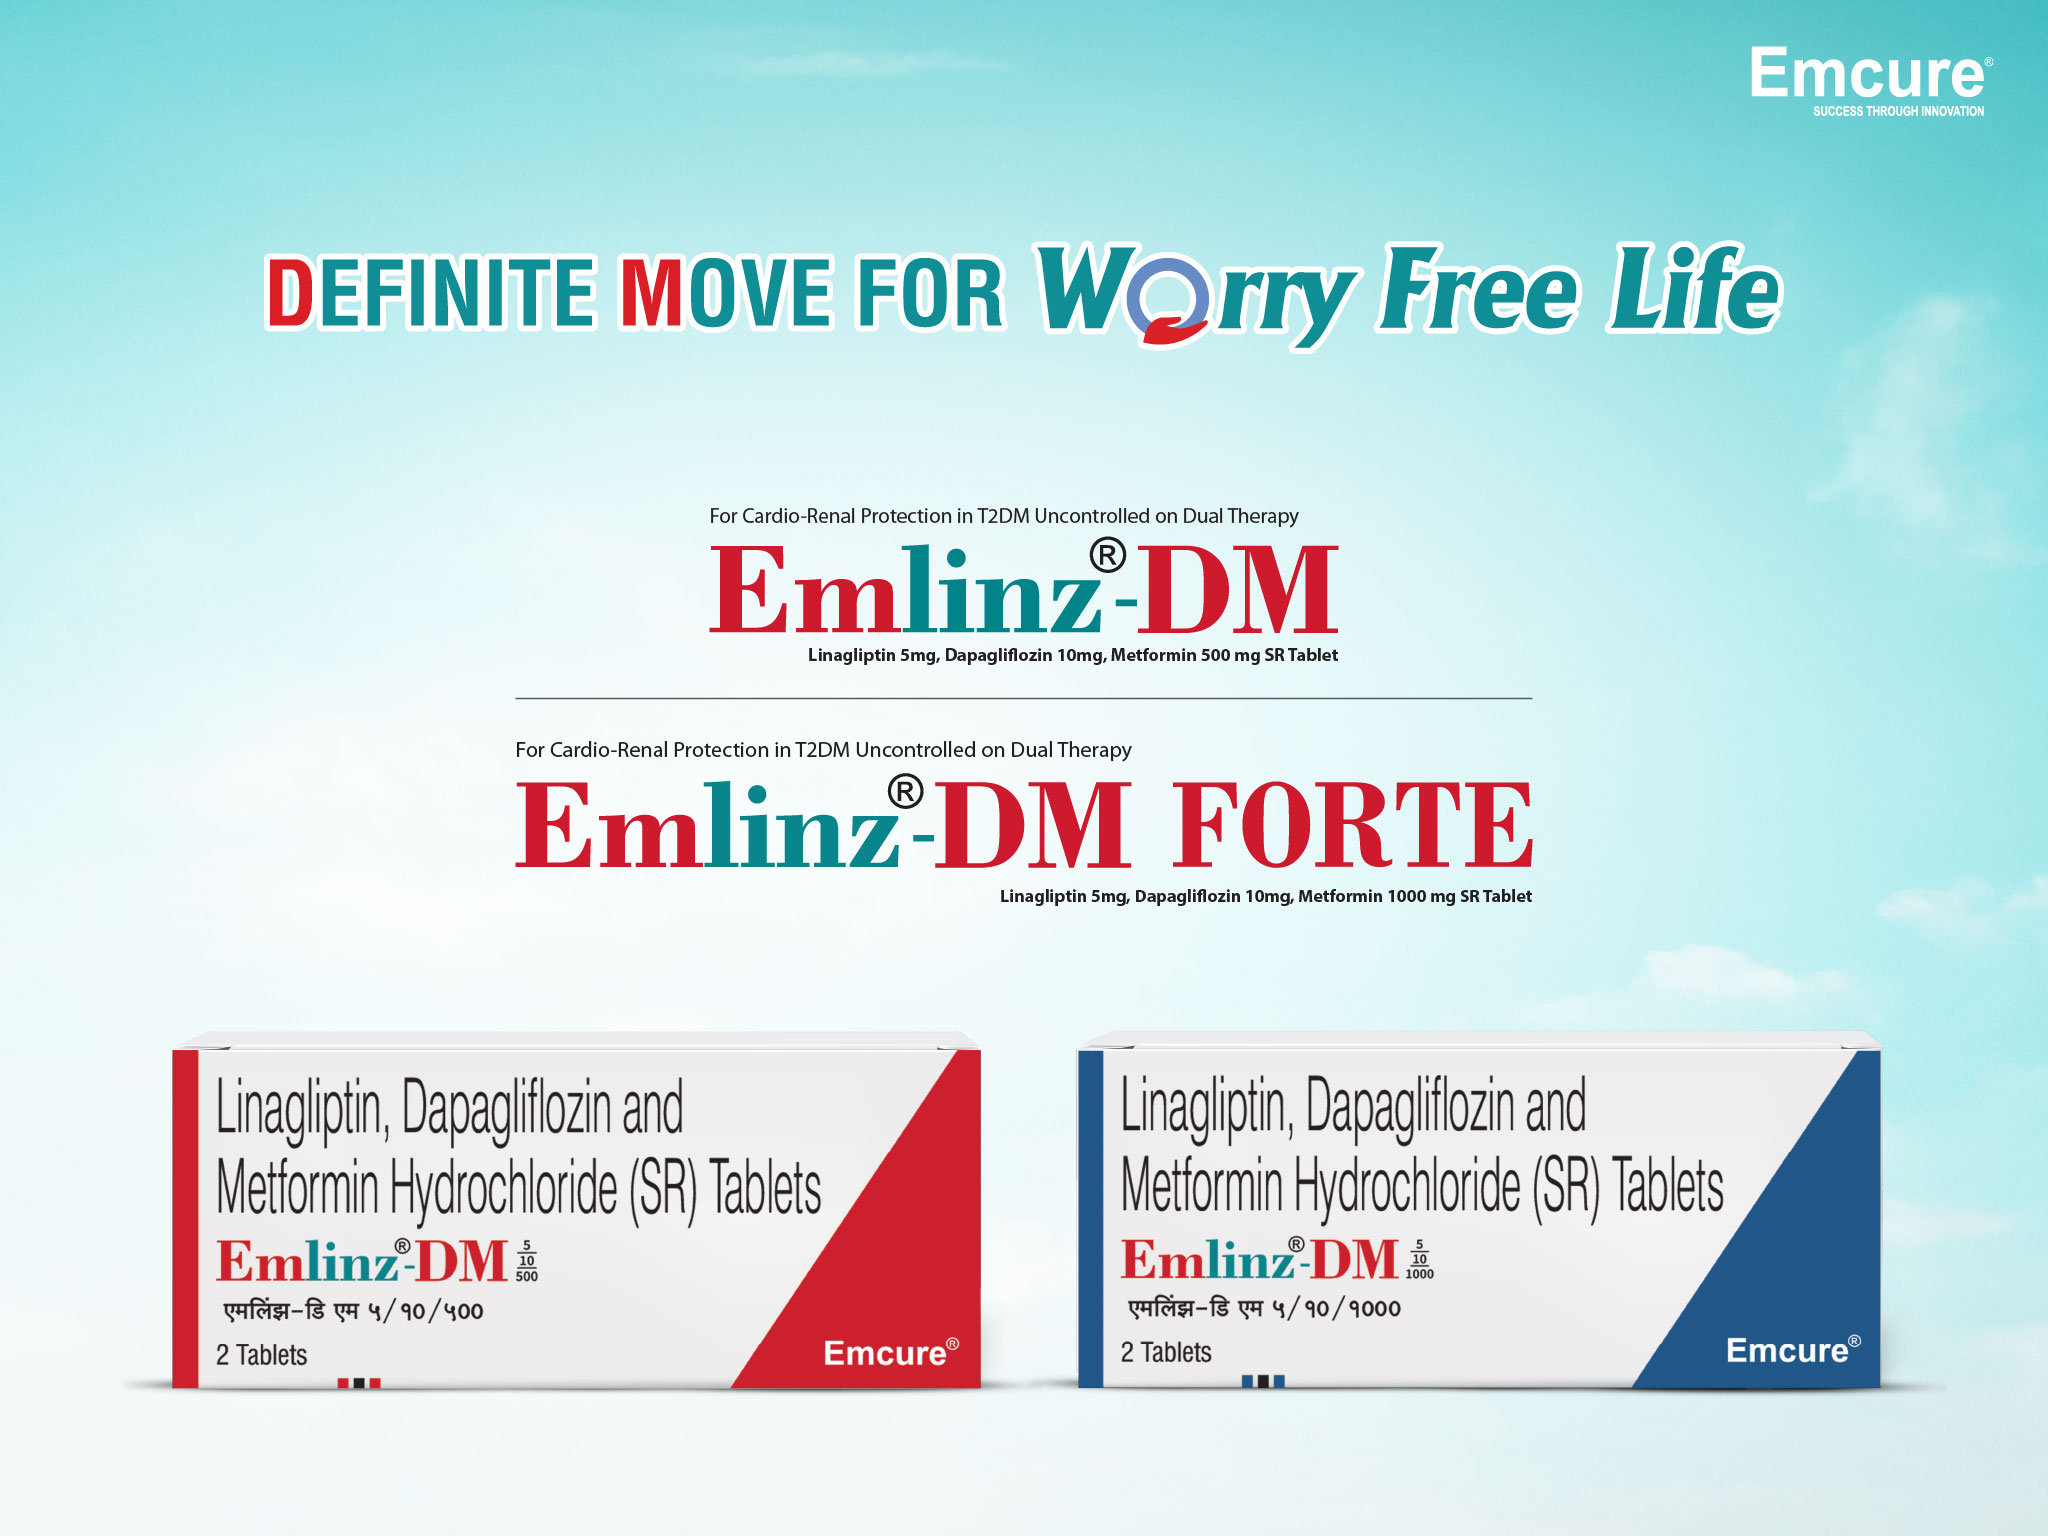 Emcure®
SUCCESS THROUGH INNOVATION
DEFINITE MOVE FOR Worry Free Life
For Cardio-Renal Protection in T2DM Uncontrolled on Dual Therapy
Emlinz®-DM
Linagliptin 5mg, Dapagliflozin 10mg, Metformin 500 mg SR Tablet
For Cardio-Renal Protection in T2DM Uncontrolled on Dual Therapy
Emlinz®-DM FORTE
Linagliptin 5mg, Dapagliflozin 10mg, Metformin 1000 mg SR Tablet
Linagliptin, Dapagliflozin and
Metformin Hydrochloride (SR) Tablets
Emlinz®-DM 5/10/500
एमलिंझ-डि एम ५/१०/५००
2 Tablets
Emcure®
Linagliptin, Dapagliflozin and
Metformin Hydrochloride (SR) Tablets
Emlinz®-DM 5/10/1000
एमलिंझ-डि एम ५/१०/१०००
2 Tablets
Emcure®